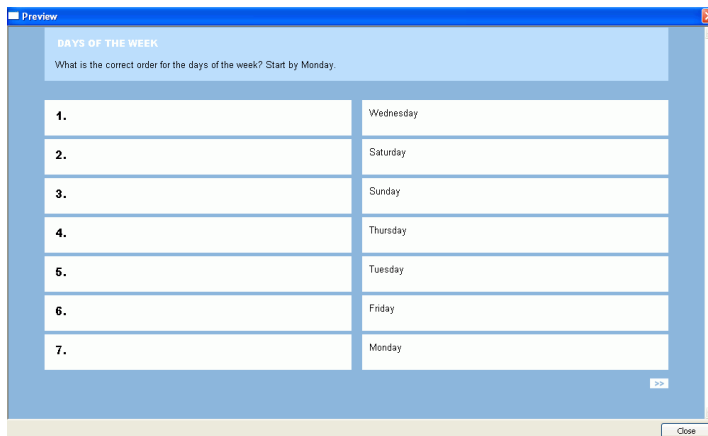 Preview
DAYS OF THE WEEK
What is the correct order for the days of the week? Start by Monday.
1. Wednesday
2. Saturday
3. Sunday
4. Thursday
5. Tuesday
6. Friday
7. Monday
>>
Close